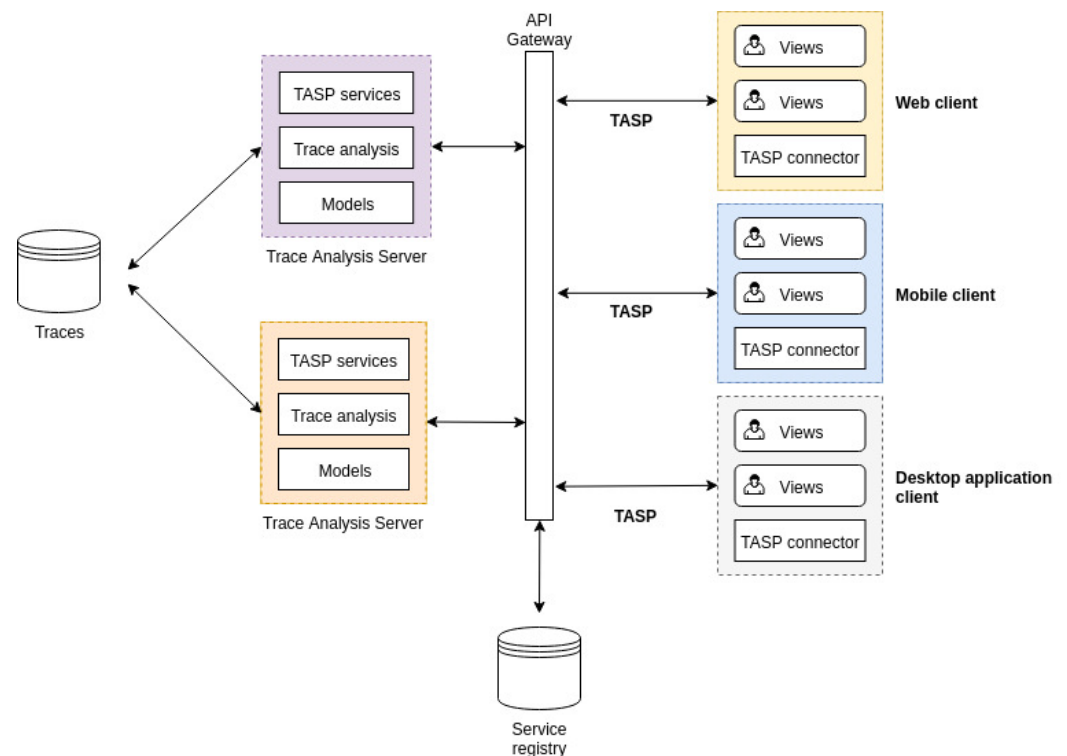 API
Gateway
TASP services
Trace analysis
Models
Trace Analysis Server
Traces
TASP services
Trace analysis
Models
Trace Analysis Server
TASP
TASP
TASP
Views
Views
TASP connector
Web client
Views
Views
TASP connector
Mobile client
Views
Views
TASP connector
Desktop application
client
Service
registry